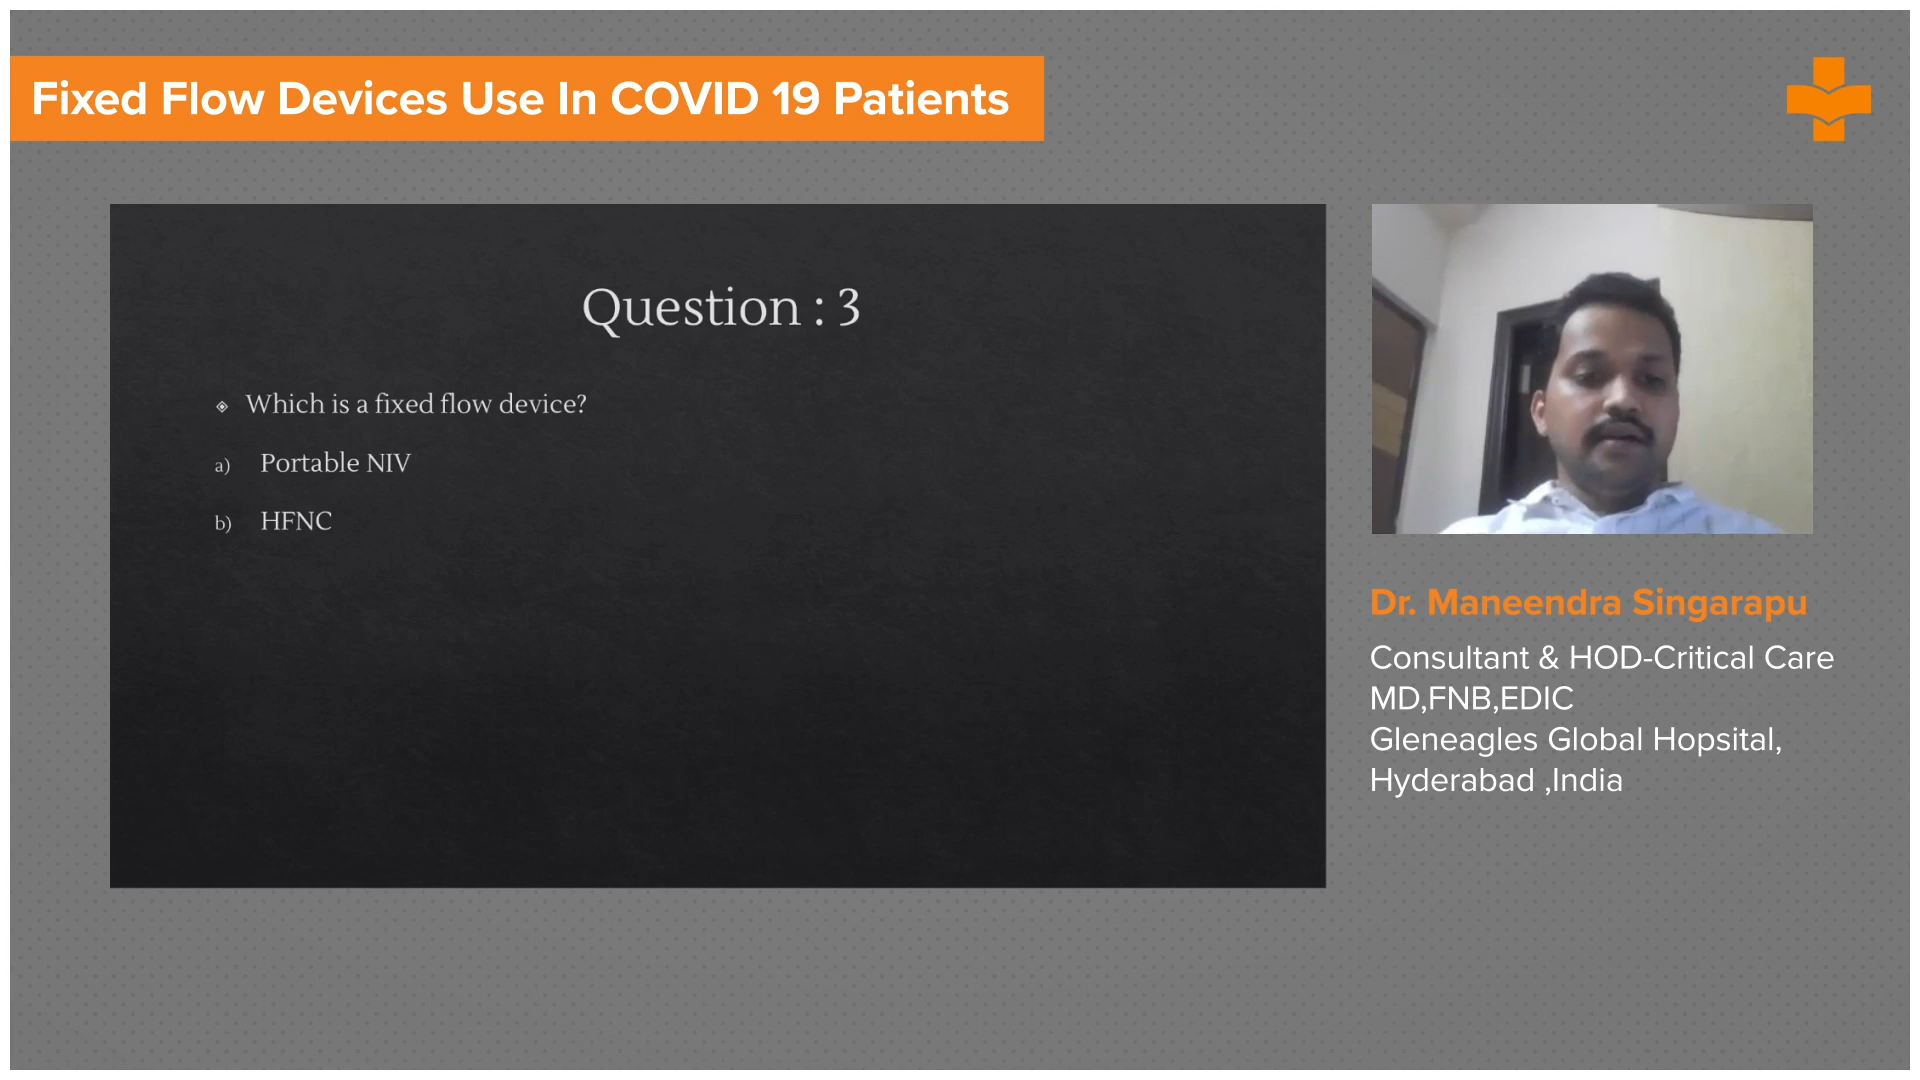 Fixed Flow Devices Use In COVID 19 Patients
Question : 3
Which is a fixed flow device?
a) Portable NIV
b) HFNC
Dr. Maneendra Singarapu
Consultant & HOD-Critical Care
MD,FNB,EDIC
Gleneagles Global Hopsital,
Hyderabad ,India